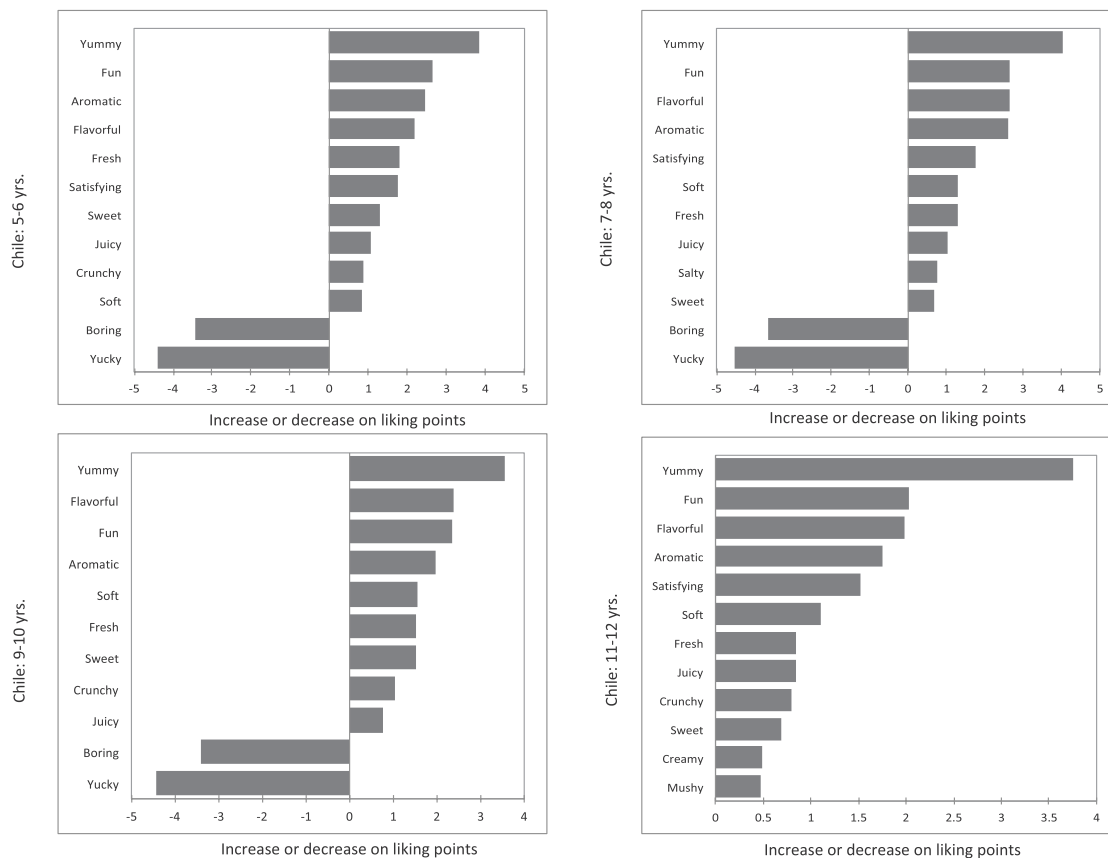 Chile: 5-6 yrs.
Yummy
Fun
Aromatic
Flavorful
Fresh
Satisfying
Sweet
Juicy
Crunchy
Soft
Boring
Yucky
-5 -4 -3 -2 -1 0 1 2 3 4 5
Increase or decrease on liking points
Chile: 7-8 yrs.
Yummy
Fun
Flavorful
Aromatic
Satisfying
Soft
Fresh
Juicy
Salty
Sweet
Boring
Yucky
-5 -4 -3 -2 -1 0 1 2 3 4 5
Increase or decrease on liking points
Chile: 9-10 yrs.
Yummy
Flavorful
Fun
Aromatic
Soft
Fresh
Sweet
Crunchy
Juicy
Boring
Yucky
-5 -4 -3 -2 -1 0 1 2 3 4 5
Increase or decrease on liking points
Chile: 11-12 yrs.
Yummy
Fun
Flavorful
Aromatic
Satisfying
Soft
Fresh
Juicy
Crunchy
Sweet
Creamy
Mushy
0 0.5 1 1.5 2 2.5 3 3.5 4
Increase or decrease on liking points